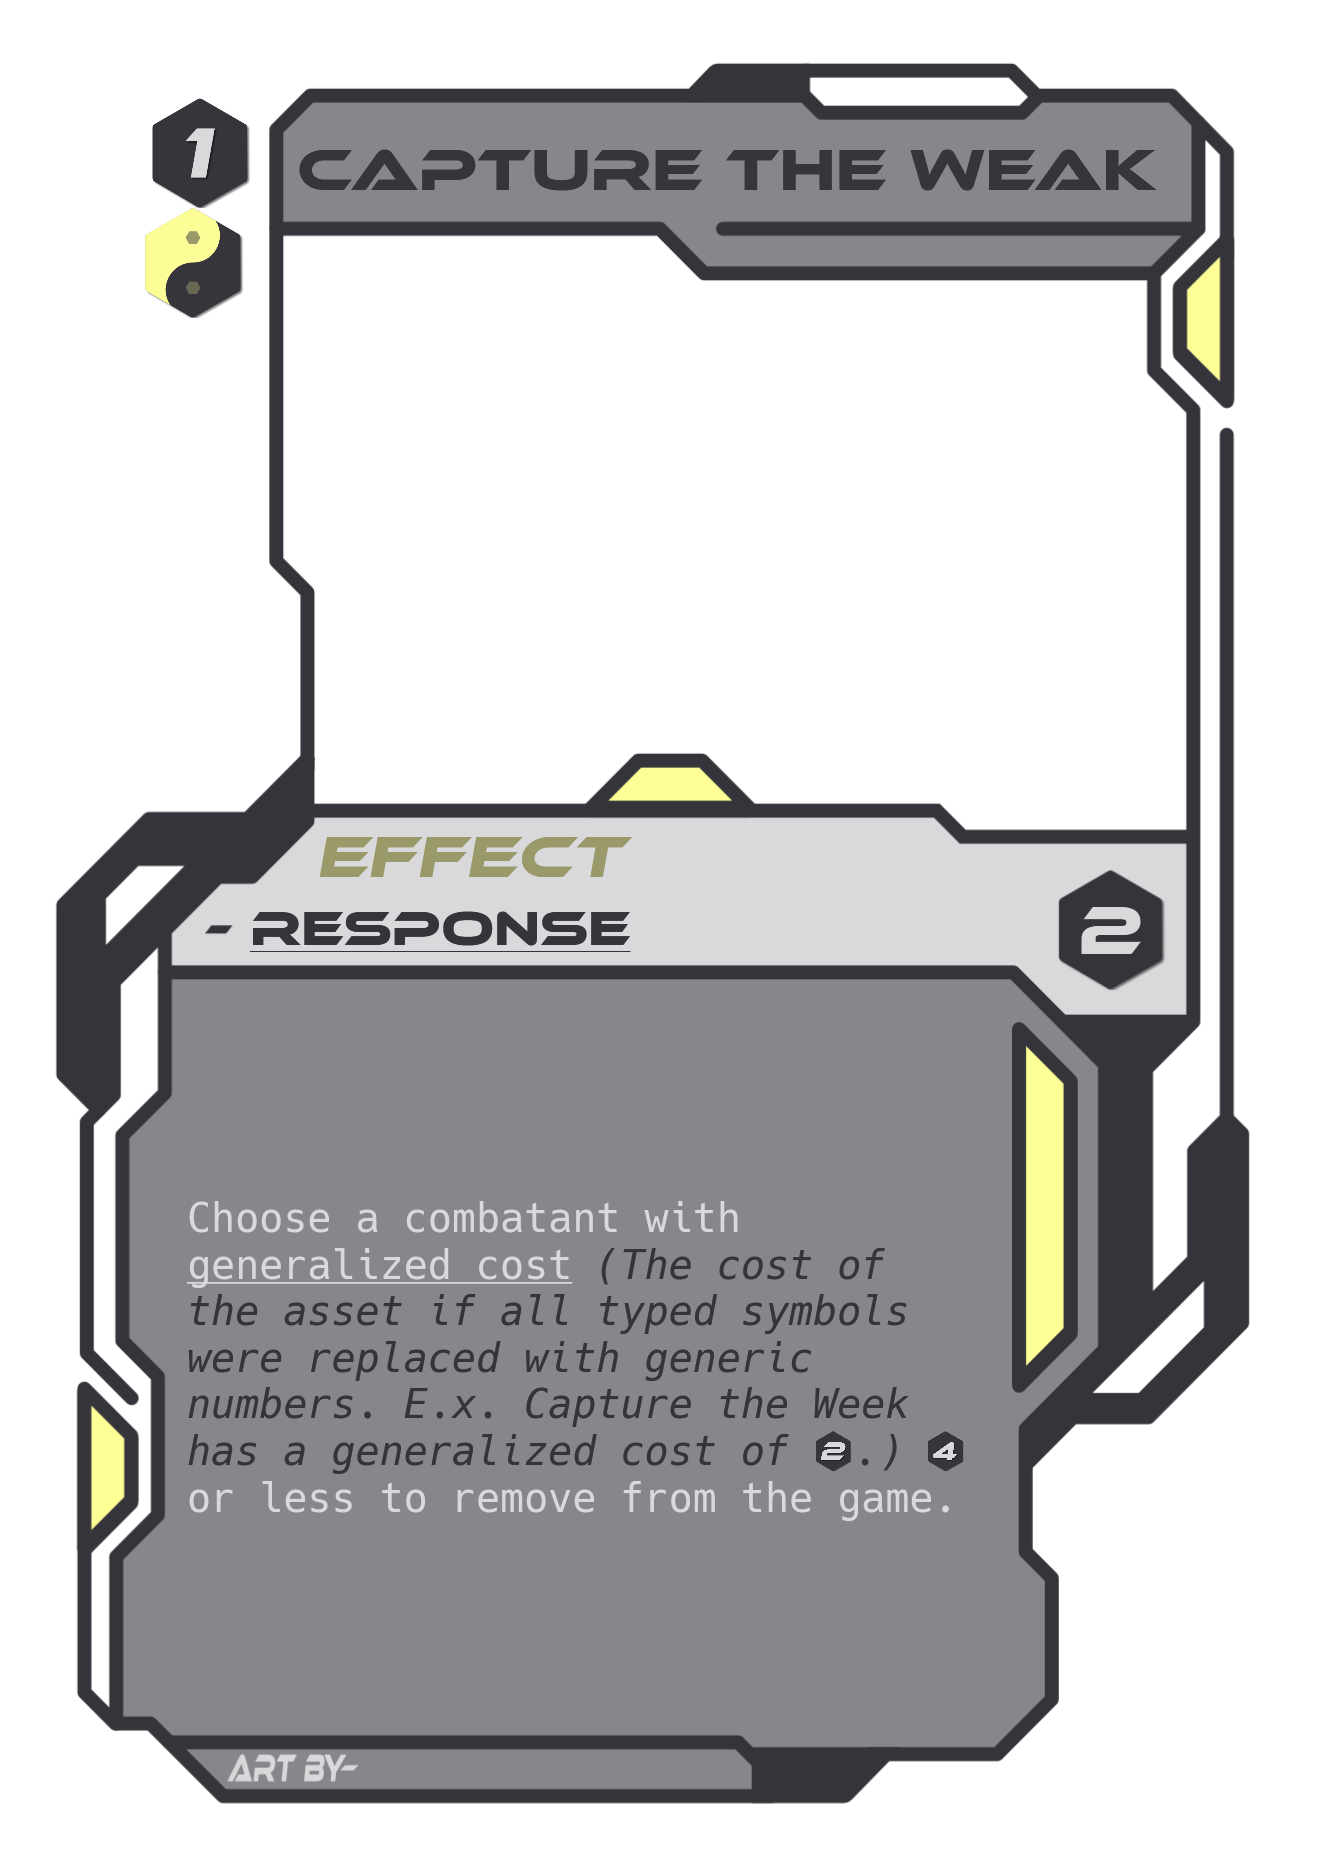 1
CAPTURE THE WEAK
EFFECT
- RESPONSE
2
Choose a combatant with
generalized cost (The cost of
the asset if all typed symbols
were replaced with generic
numbers. E.x. Capture the Week
has a generalized cost of 2.) 4
or less to remove from the game.
ART BY-